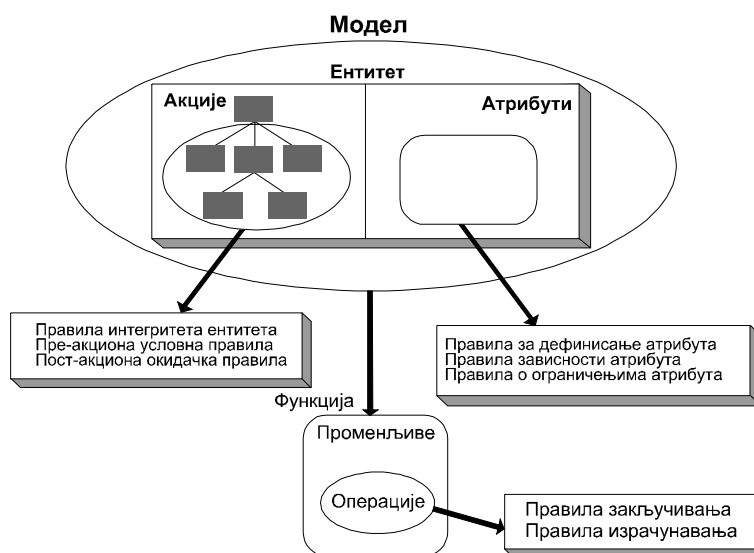 Модел
Ентитет
Акције
Атрибути
Правила интегритета ентитета
Пре-акциона условна правила
Пост-акциона окидачка правила
Правила за дефинисање атрибута
Правила зависности атрибута
Правила о ограничењима атрибута
Функција
Променљиве
Операције
Правила закључивања
Правила израчунавања